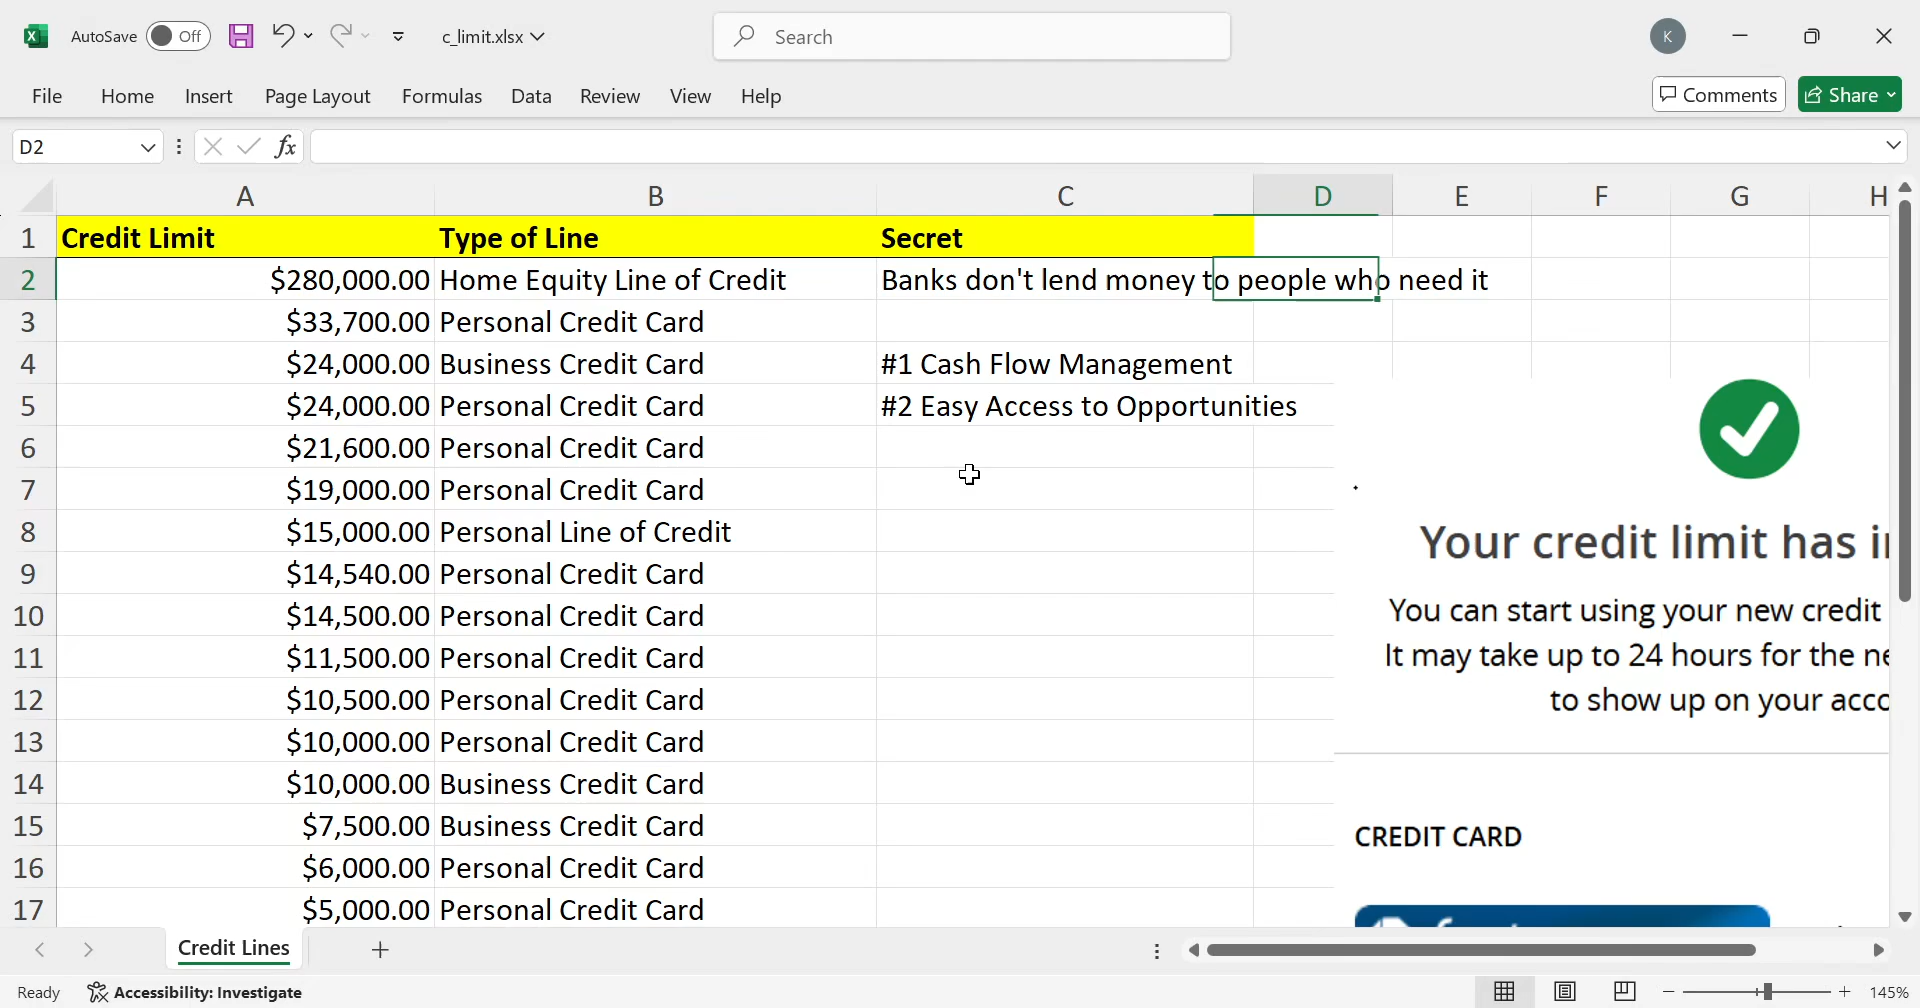 AutoSave Off c_limit.xlsx Search K
File Home Insert Page Layout Formulas Data Review View Help Comments Share
D2 fx
A B C D E F G H
1 Credit Limit Type of Line Secret
2 $280,000.00 Home Equity Line of Credit Banks don't lend money to people who need it
3 $33,700.00 Personal Credit Card
4 $24,000.00 Business Credit Card #1 Cash Flow Management
5 $24,000.00 Personal Credit Card #2 Easy Access to Opportunities
6 $21,600.00 Personal Credit Card
7 $19,000.00 Personal Credit Card
8 $15,000.00 Personal Line of Credit
9 $14,540.00 Personal Credit Card
10 $14,500.00 Personal Credit Card
11 $11,500.00 Personal Credit Card
12 $10,500.00 Personal Credit Card
13 $10,000.00 Personal Credit Card
14 $10,000.00 Business Credit Card
15 $7,500.00 Business Credit Card
16 $6,000.00 Personal Credit Card
17 $5,000.00 Personal Credit Card
Your credit limit has
You can start using your new credit
It may take up to 24 hours for the
to show up on your
CREDIT CARD
Credit Lines
Ready Accessibility: Investigate 145%